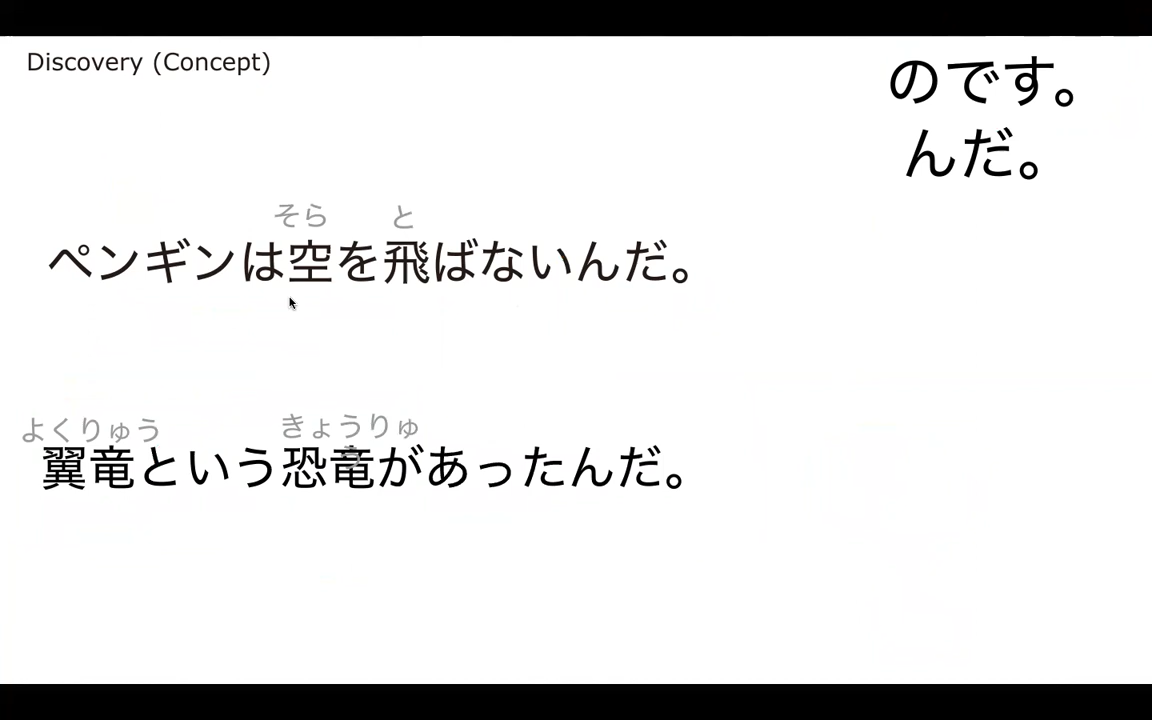 Discovery (Concept)
のです。
んだ。
そら と
ペンギンは空を飛ばないんだ。
よくりゅう きょうりゅう
翼竜という恐竜があったんだ。